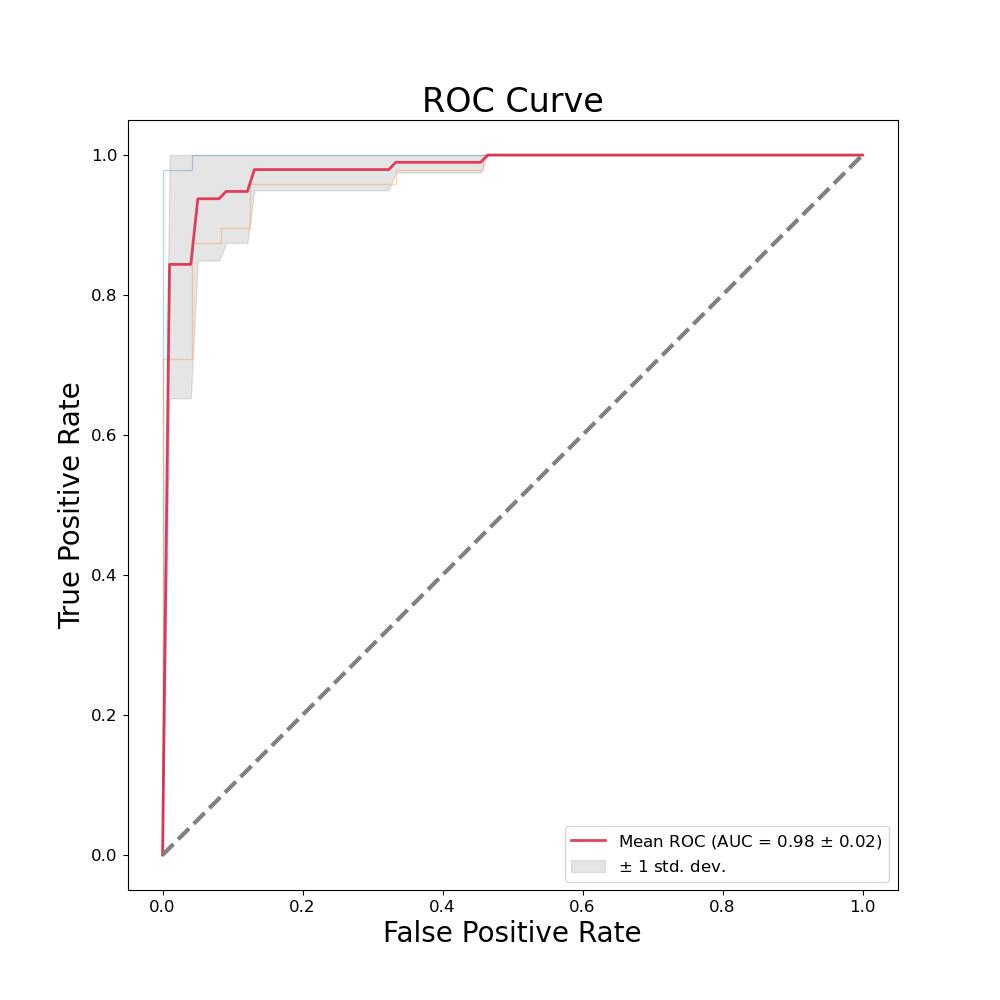 ROC Curve
True Positive Rate
1.0
0.8
0.6
0.4
0.2
0.0
Mean ROC (AUC = 0.98 ± 0.02)
± 1 std. dev.
0.0 0.2 0.4 0.6 0.8 1.0
False Positive Rate